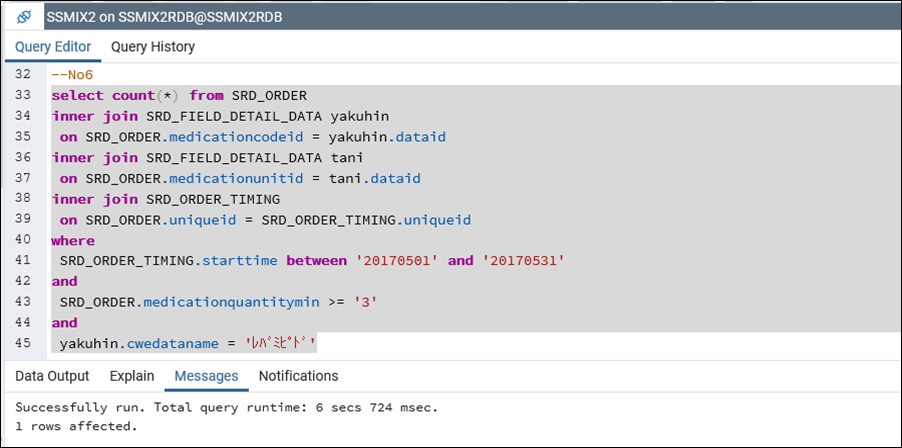 SSMIX2 on SSMIX2RDB@SSMIX2RDB
Query Editor Query History
32 --No6
33 select count(*) from SRD_ORDER
34 inner join SRD_FIELD_DETAIL_DATA yakuhin
35 on SRD_ORDER.medicationcodeid = yakuhin.dataid
36 inner join SRD_FIELD_DETAIL_DATA tani
37 on SRD_ORDER.medicationunitid = tani.dataid
38 inner join SRD_ORDER_TIMING
39 on SRD_ORDER.uniqueid = SRD_ORDER_TIMING.uniqueid
40 where
41 SRD_ORDER_TIMING.starttime between '20170501' and '20170531'
42 and
43 SRD_ORDER.medicationquantitymin >= '3'
44 and
45 yakuhin.cwedataname = 'ﾚﾊﾞﾐﾋﾟﾄﾞ'
Data Output Explain Messages Notifications
Successfully run. Total query runtime: 6 secs 724 msec.
1 rows affected.